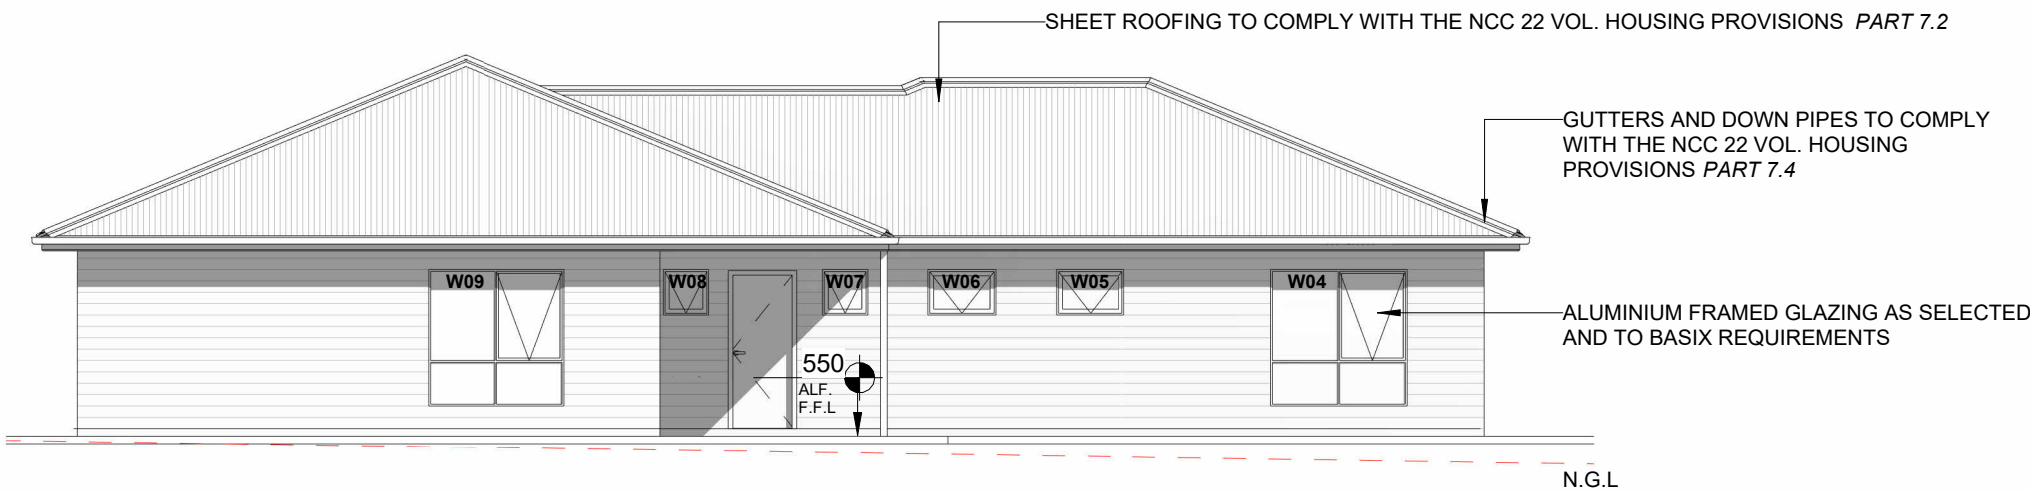 SHEET ROOFING TO COMPLY WITH THE NCC 22 VOL. HOUSING PROVISIONS PART 7.2
GUTTERS AND DOWN PIPES TO COMPLY
WITH THE NCC 22 VOL. HOUSING
PROVISIONS PART 7.4
W09
W08
W07
W06
W05
W04
ALUMINIUM FRAMED GLAZING AS SELECTED
AND TO BASIX REQUIREMENTS
550
ALF.
F.F.L
N.G.L